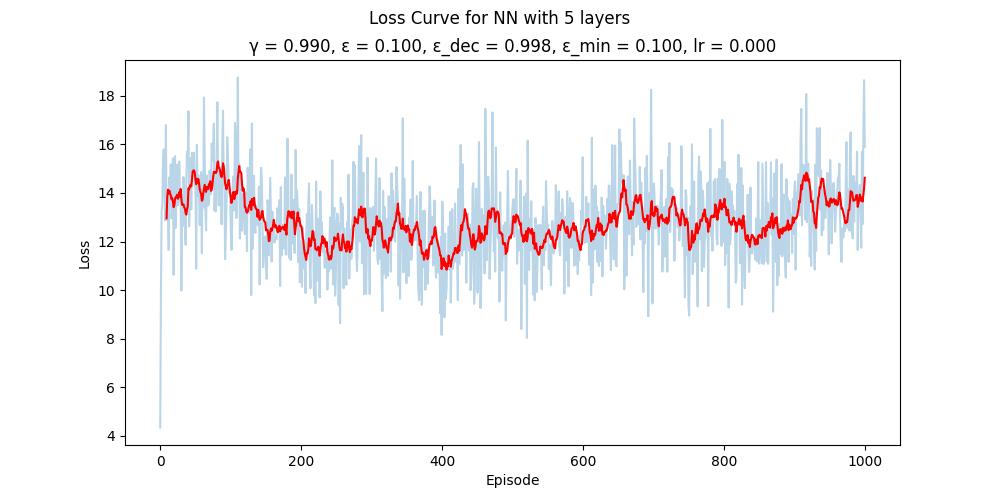 Loss Curve for NN with 5 layers
γ = 0.990, ε = 0.100, ε_dec = 0.998, ε_min = 0.100, lr = 0.000
18
16
14
12
10
8
6
4
Loss
0 200 400 600 800 1000
Episode